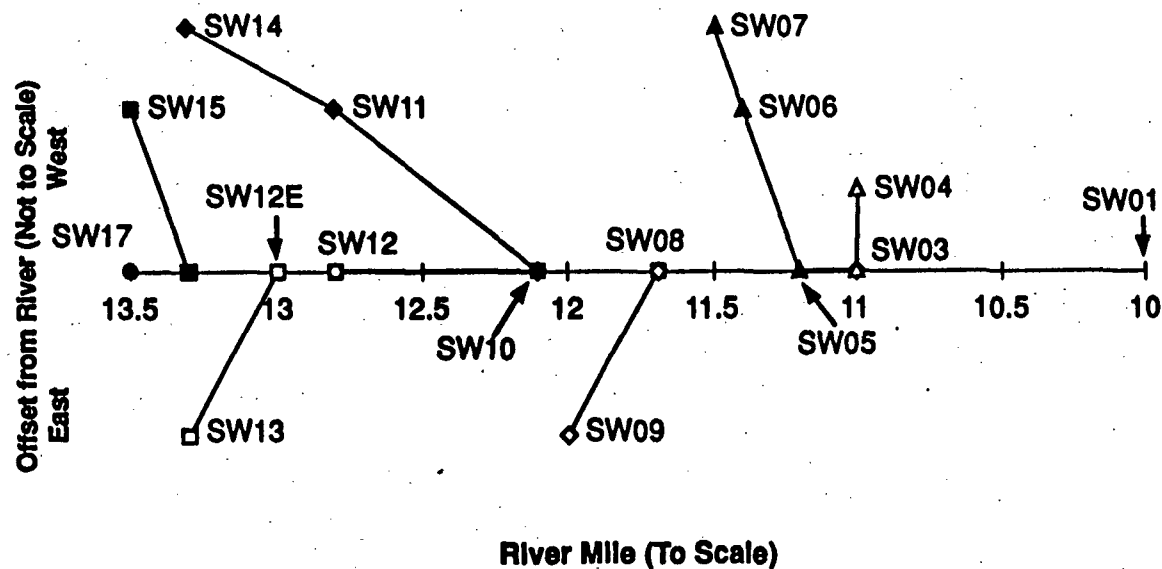 SW14
SW07
SW15
SW11
SW06
SW12E
SW04
SW01
SW17
SW12
SW08
SW03
13.5
13
12.5
12
11.5
11
10.5
10
SW10
SW05
SW13
SW09
Offset from River (Not to Scale)
East West
River Mile (To Scale)